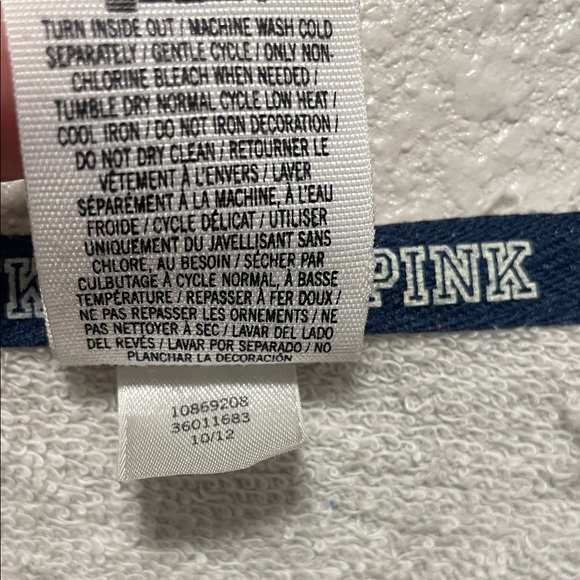 TURN INSIDE OUT / MACHINE WASH COLD
SEPARATELY / GENTLE CYCLE / ONLY NON-
CHLORINE BLEACH WHEN NEEDED /
TUMBLE DRY NORMAL CYCLE LOW HEAT /
COOL IRON / DO NOT IRON DECORATION /
DO NOT DRY CLEAN / RETOURNER LE
VÊTEMENT À L'ENVERS / LAVER
SÉPARÉMENT À LA MACHINE, À L'EAU
FROIDE / CYCLE DÉLICAT / UTILISER
UNIQUEMENT DU JAVELLISANT SANS
CHLORE, AU BESOIN / SÉCHER PAR
CULBUTAGE À CYCLE NORMAL, À BASSE
TEMPÉRATURE / REPASSER À FER DOUX /
NE PAS REPASSER LES ORNEMENTS / NE
PAS NETTOYER À SEC / LAVAR DEL LADO
DEL REVÉS / LAVAR POR SEPARADO / NO
PLANCHAR LA DECORACIÓN
K PINK
10869208
36011683
10/12